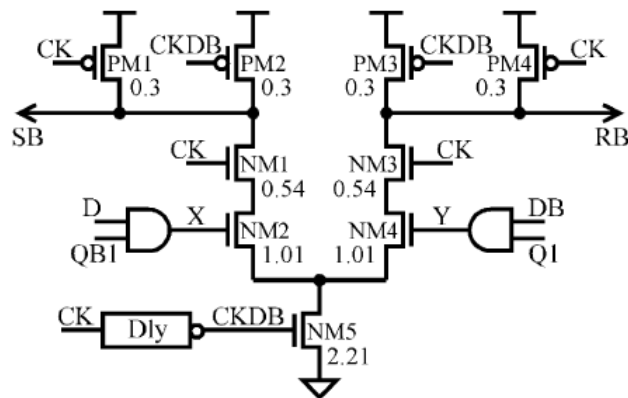 CK PM1 CKDB PM2 PM3 CKDB PM4 CK
0.3 0.3 0.3 0.3
SB RB
CK NM1 NM3 CK
0.54 0.54
D X NM2 NM4 Y DB
QB1 1.01 1.01 Q1
CK Dly CKDB NM5
2.21